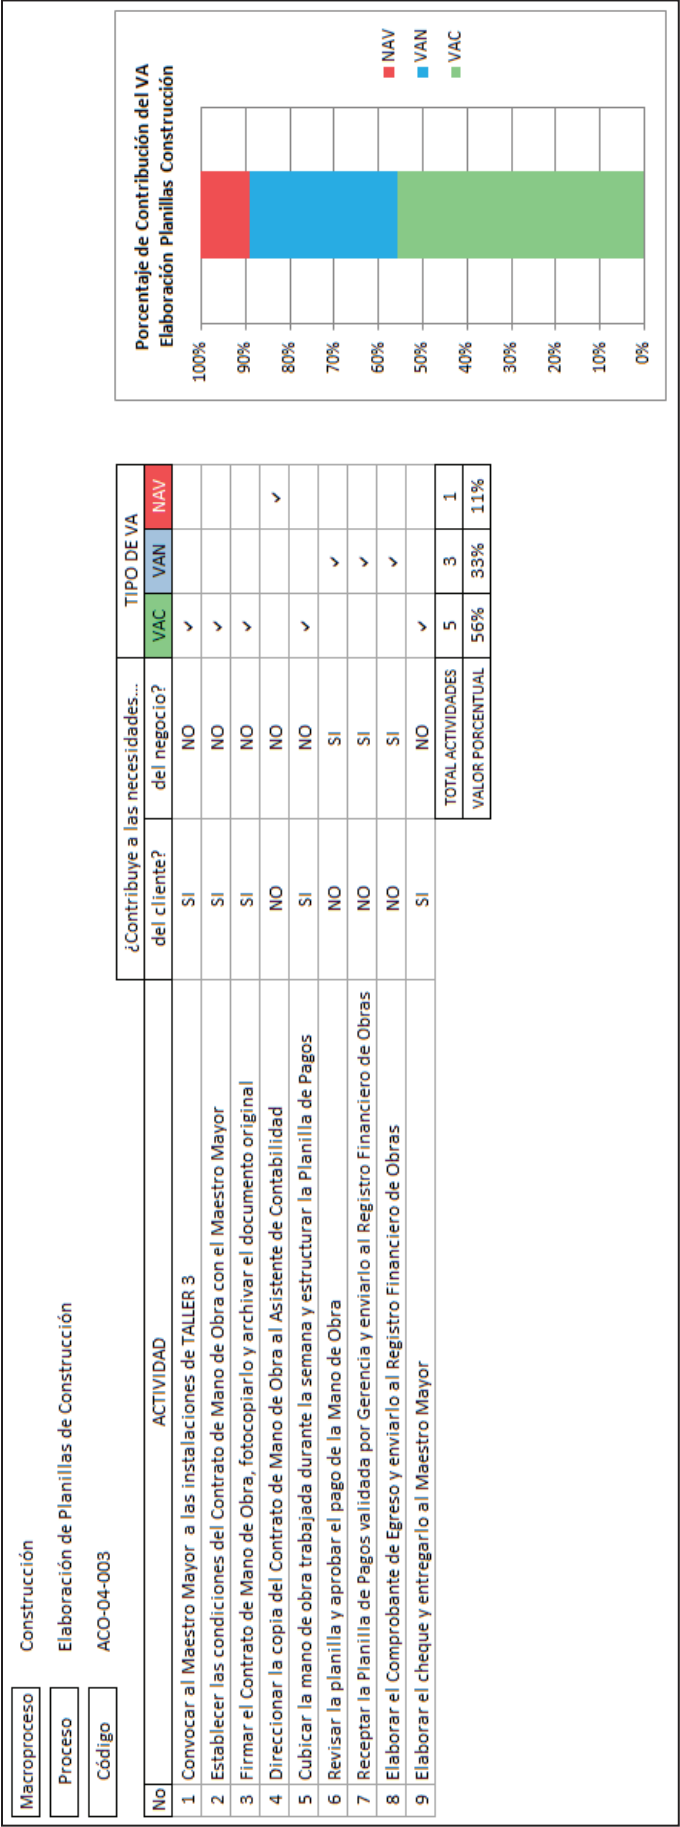 Macroproceso Construcción
Proceso Elaboración de Planillas de Construcción
Código ACO-04-003
¿Contribuye a las necesidades... TIPO DE VA
No ACTIVIDAD del cliente? del negocio? VAC VAN NAV
1 Convocar al Maestro Mayor a las instalaciones de TALLER 3 SI NO ✓
2 Establecer las condiciones del Contrato de Mano de Obra con el Maestro Mayor SI NO ✓
3 Firmar el Contrato de Mano de Obra, fotocopiarlo y archivar el documento original SI NO ✓
4 Direccionar la copia del Contrato de Mano de Obra al Asistente de Contabilidad NO NO ✓
5 Cubicar la mano de obra trabajada durante la semana y estructurar la Planilla de Pagos SI NO ✓
6 Revisar la planilla y aprobar el pago de la Mano de Obra NO SI ✓
7 Receptar la Planilla de Pagos validada por Gerencia y enviarlo al Registro Financiero de Obras NO SI ✓
8 Elaborar el Comprobante de Egreso y enviarlo al Registro Financiero de Obras NO SI ✓
9 Elaborar el cheque y entregarlo al Maestro Mayor SI NO ✓
TOTAL ACTIVIDADES 5 3 1
VALOR PORCENTUAL 56% 33% 11%
Porcentaje de Contribución del VA
Elaboración Planillas Construcción
100%
90%
80%
70%
60%
50%
40%
30%
20%
10%
0%
NAV
VAN
VAC